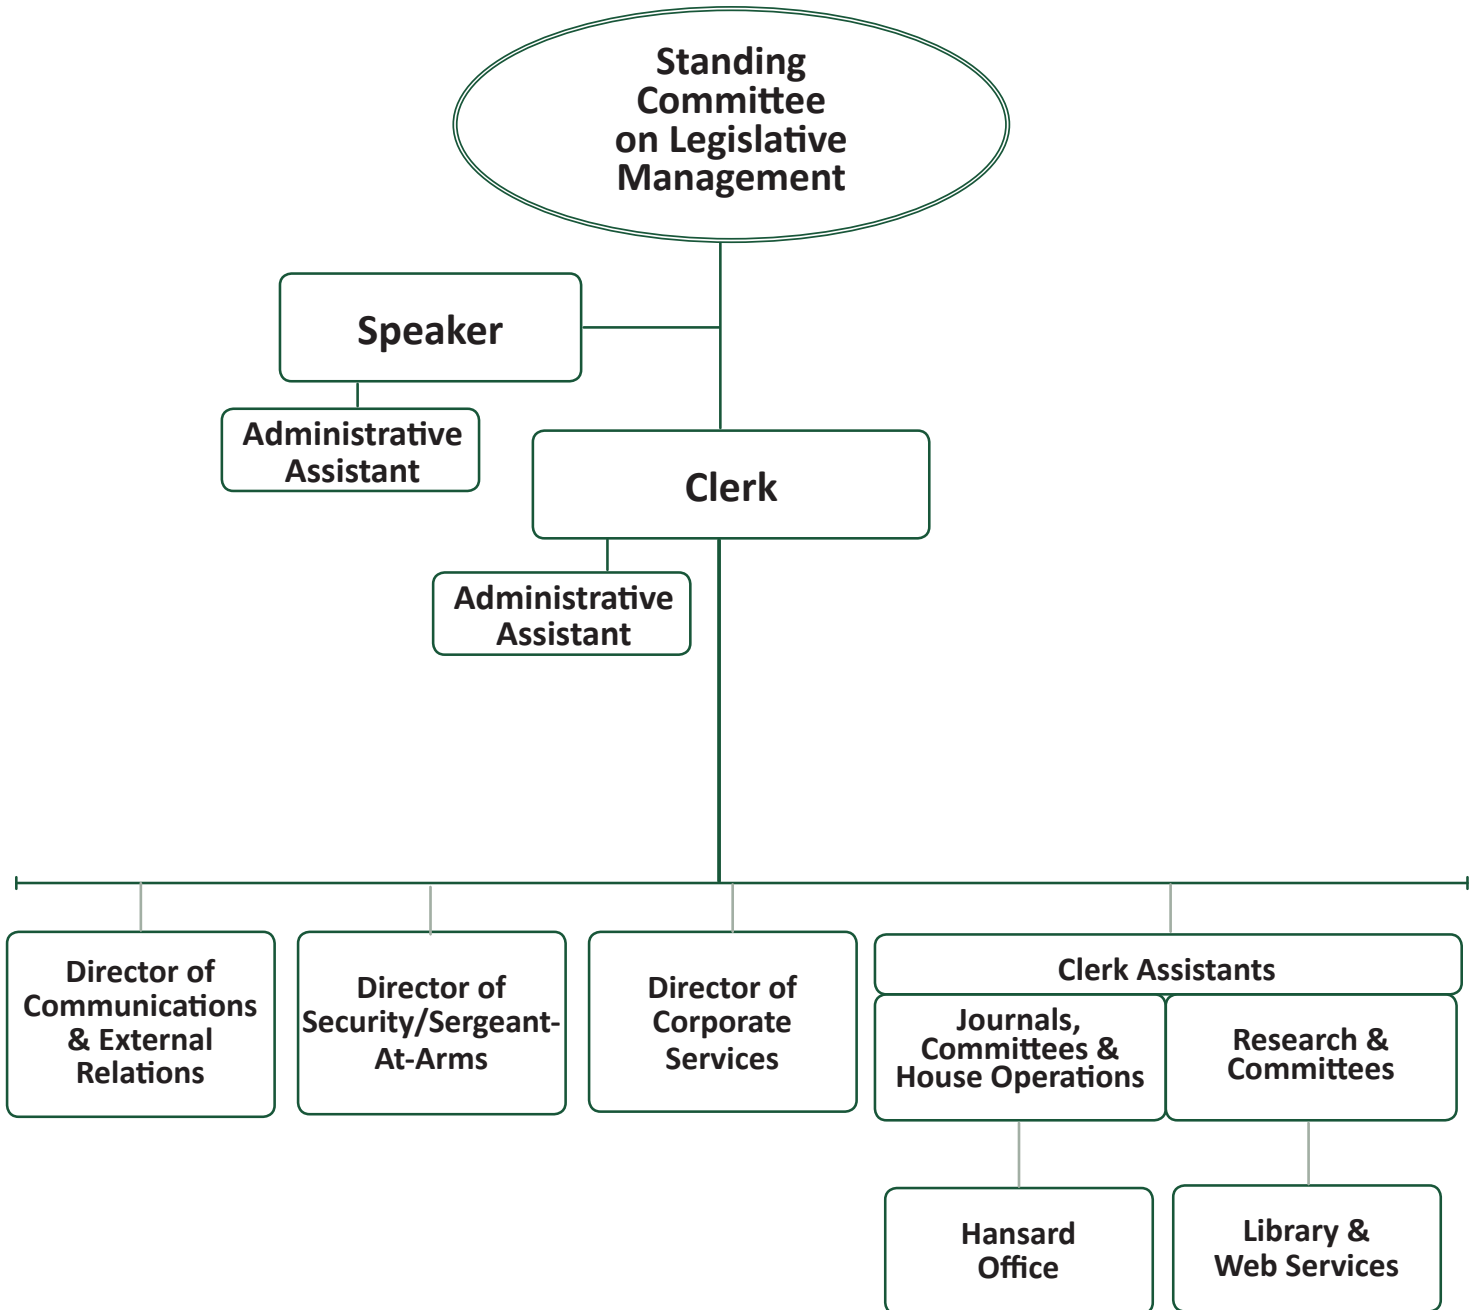 Standing
Committee
on Legislative
Management
Speaker
Administrative
Assistant
Clerk
Administrative
Assistant
Director of
Communications
& External
Relations
Director of
Security/Sergeant-
At-Arms
Director of
Corporate
Services
Clerk Assistants
Journals,
Committees &
House Operations
Research &
Committees
Hansard
Office
Library &
Web Services